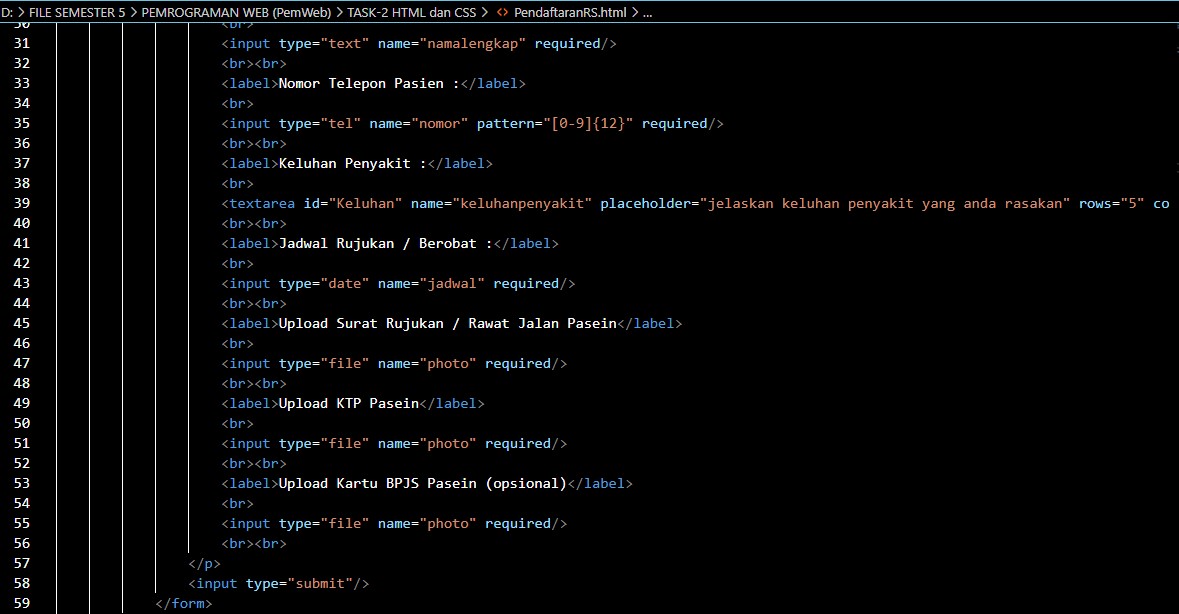 D: > FILE SEMESTER 5 > PEMROGRAMAN WEB (PemWeb) > TASK-2 HTML dan CSS > <> PendaftaranRS.html > ...
30 <br>
31 <input type="text" name="namalengkap" required/>
32 <br><br>
33 <label>Nomor Telepon Pasien :</label>
34 <br>
35 <input type="tel" name="nomor" pattern="[0-9]{12}" required/>
36 <br><br>
37 <label>Keluhan Penyakit :</label>
38 <br>
39 <textarea id="Keluhan" name="keluhanpenyakit" placeholder="jelaskan keluhan penyakit yang anda rasakan" rows="5" co
40 <br><br>
41 <label>Jadwal Rujukan / Berobat :</label>
42 <br>
43 <input type="date" name="jadwal" required/>
44 <br><br>
45 <label>Upload Surat Rujukan / Rawat Jalan Pasein</label>
46 <br>
47 <input type="file" name="photo" required/>
48 <br><br>
49 <label>Upload KTP Pasein</label>
50 <br>
51 <input type="file" name="photo" required/>
52 <br><br>
53 <label>Upload Kartu BPJS Pasein (opsional)</label>
54 <br>
55 <input type="file" name="photo" required/>
56 <br><br>
57 </p>
58 <input type="submit"/>
59 </form>